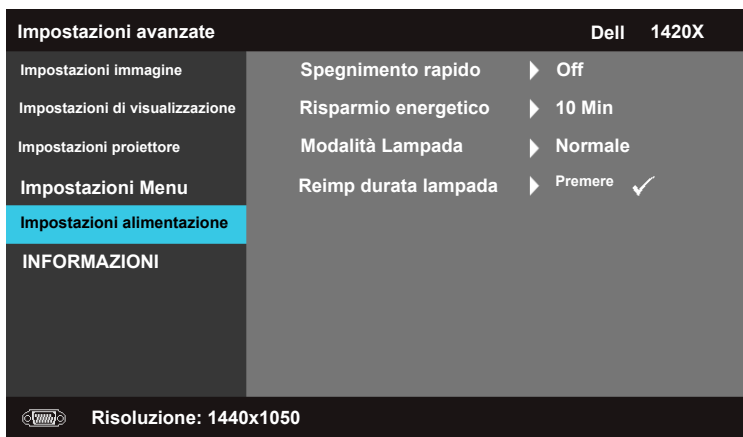 Impostazioni avanzate Dell 1420X
Impostazioni immagine
Impostazioni di visualizzazione
Impostazioni proiettore
Impostazioni Menu
Impostazioni alimentazione
INFORMAZIONI
Spegnimento rapido Off
Risparmio energetico 10 Min
Modalità Lampada Normale
Reimp durata lampada Premere
Risoluzione: 1440x1050